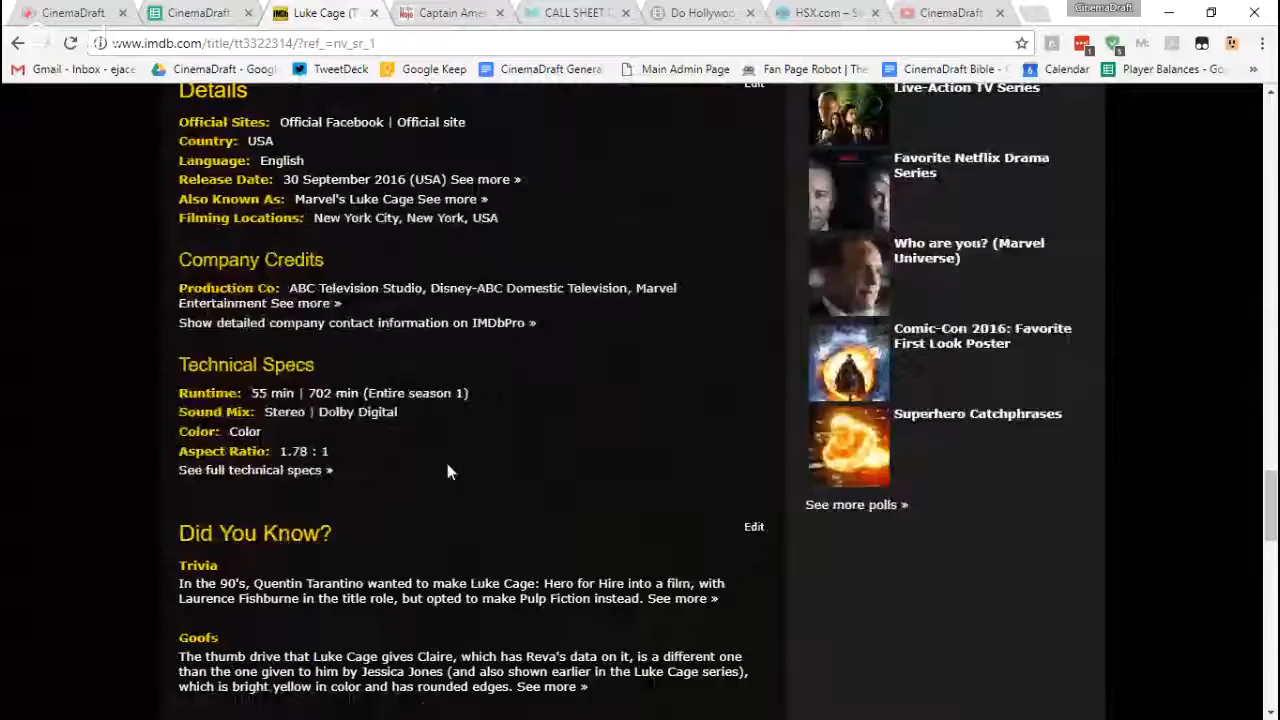 CinemaDraft
CinemaDraft
CinemaDraft
Luke Cage (T
Captain Amer
CALL SHEET
Do Hollywoo
HSX.com - S
CinemaDraft
www.imdb.com/title/tt3322314/?ref_=nv_sr_1
Gmail - Inbox - ejace
CinemaDraft - Googl
TweetDeck
Google Keep
CinemaDraft Genera
Main Admin Page
Fan Page Robot | The
CinemaDraft Bible -
Calendar
Player Balances - Go
Details
Edit
Official Sites: Official Facebook | Official site
Country: USA
Language: English
Release Date: 30 September 2016 (USA) See more »
Also Known As: Marvel's Luke Cage See more »
Filming Locations: New York City, New York, USA
Company Credits
Production Co: ABC Television Studio, Disney-ABC Domestic Television, Marvel
Entertainment See more »
Show detailed company contact information on IMDbPro »
Technical Specs
Runtime: 55 min | 702 min (Entire season 1)
Sound Mix: Stereo | Dolby Digital
Color: Color
Aspect Ratio: 1.78 : 1
See full technical specs »
Did You Know?
Edit
Trivia
In the 90's, Quentin Tarantino wanted to make Luke Cage: Hero for Hire into a film, with
Laurence Fishburne in the title role, but opted to make Pulp Fiction instead. See more »
Goofs
The thumb drive that Luke Cage gives Claire, which has Reva's data on it, is a different one
than the one given to him by Jessica Jones (and also shown earlier in the Luke Cage series),
which is bright yellow in color and has rounded edges. See more »
Live-Action TV Series
Favorite Netflix Drama
Series
Who are you? (Marvel
Universe)
Comic-Con 2016: Favorite
First Look Poster
Superhero Catchphrases
See more polls »